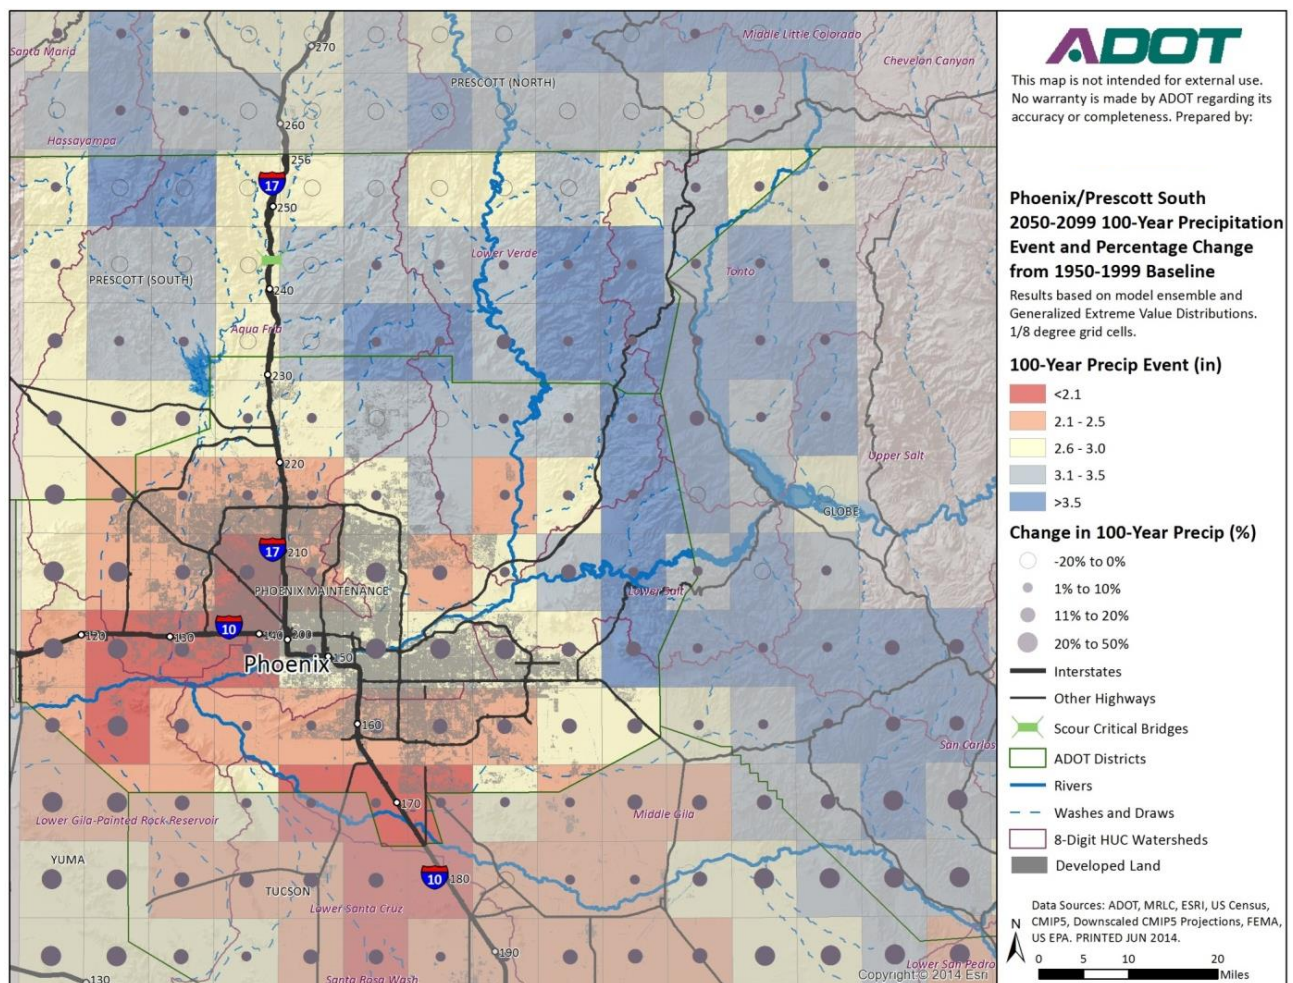 Santa Maria
270
Middle Little Colorado
Chevelan Canyon
PRESCOTT (NORTH)
260
Hassayampa
256
17
250
Lower Verde
Tonto
PRESCOTT (SOUTH)
240
Agua Fria
230
220
Upper Salt
GLOBE
17
210
PHOENIX MAINTENANCE
Lower Salt
10
120
130
140
200
Phoenix
150
160
San Carlos
170
Lower Gila-Painted Rock Reservoir
Middle Gila
YUMA
10
180
TUCSON
Lower Santa Cruz
190
Lower San Pedro
130
Santa Rosa Wash
Copyright:© 2014 Esri
ADOT
This map is not intended for external use.
No warranty is made by ADOT regarding its
accuracy or completeness. Prepared by:
Phoenix/Prescott South
2050-2099 100-Year Precipitation
Event and Percentage Change
from 1950-1999 Baseline
Results based on model ensemble and
Generalized Extreme Value Distributions.
1/8 degree grid cells.
100-Year Precip Event (in)
<2.1
2.1 - 2.5
2.6 - 3.0
3.1 - 3.5
>3.5
Change in 100-Year Precip (%)
-20% to 0%
1% to 10%
11% to 20%
20% to 50%
Interstates
Other Highways
Scour Critical Bridges
ADOT Districts
Rivers
Washes and Draws
8-Digit HUC Watersheds
Developed Land
Data Sources: ADOT, MRLC, ESRI, US Census,
CMIP5, Downscaled CMIP5 Projections, FEMA,
US EPA. PRINTED JUN 2014.
N
0 5 10 20
Miles